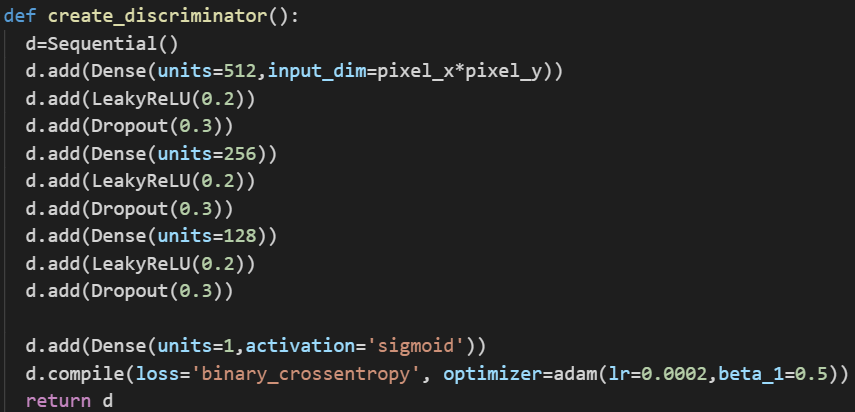 def create_discriminator():
  d=Sequential()
  d.add(Dense(units=512,input_dim=pixel_x*pixel_y))
  d.add(LeakyReLU(0.2))
  d.add(Dropout(0.3))
  d.add(Dense(units=256))
  d.add(LeakyReLU(0.2))
  d.add(Dropout(0.3))
  d.add(Dense(units=128))
  d.add(LeakyReLU(0.2))
  d.add(Dropout(0.3))

  d.add(Dense(units=1,activation='sigmoid'))
  d.compile(loss='binary_crossentropy', optimizer=adam(lr=0.0002,beta_1=0.5))
  return d